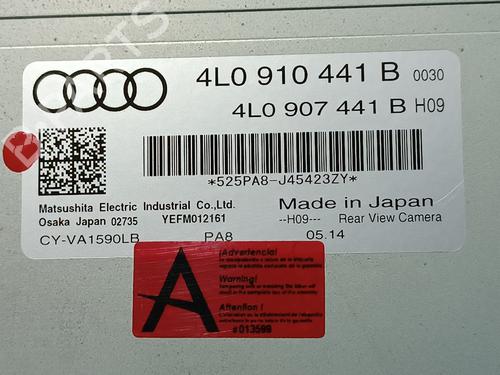 4L0 910 441 B 0030
4L0 907 441 B H09
*525PA8-J45423ZY*
Matsushita Electric Industrial Co.,Ltd.
Osaka Japan 02735 YEFM012161
CY-VA1590LB PA8
Made in Japan
--H09--- Rear View Camera
05.14
A
¡Advertencia!
Warning!
Attention !
#013599